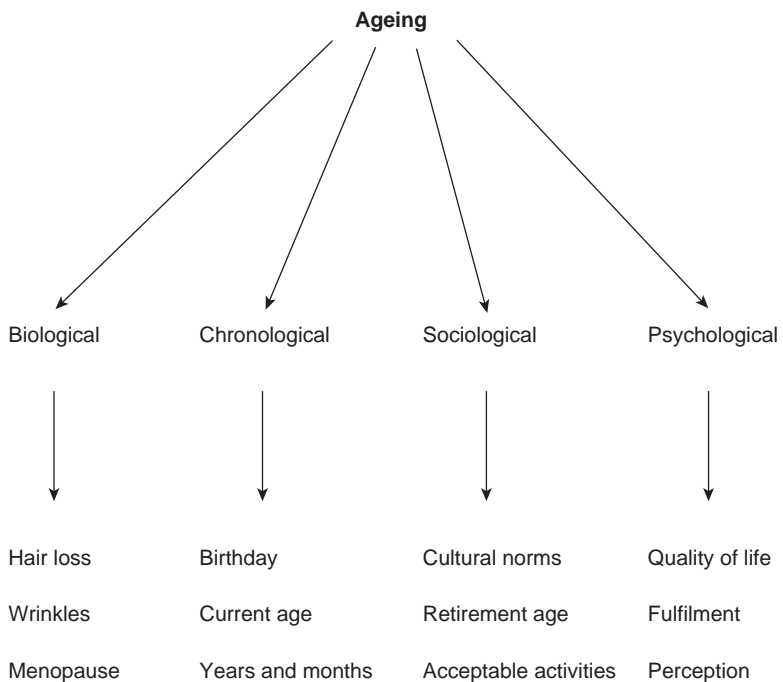 Ageing
Biological Chronological Sociological Psychological
Hair loss Birthday Cultural norms Quality of life
Wrinkles Current age Retirement age Fulfilment
Menopause Years and months Acceptable activities Perception